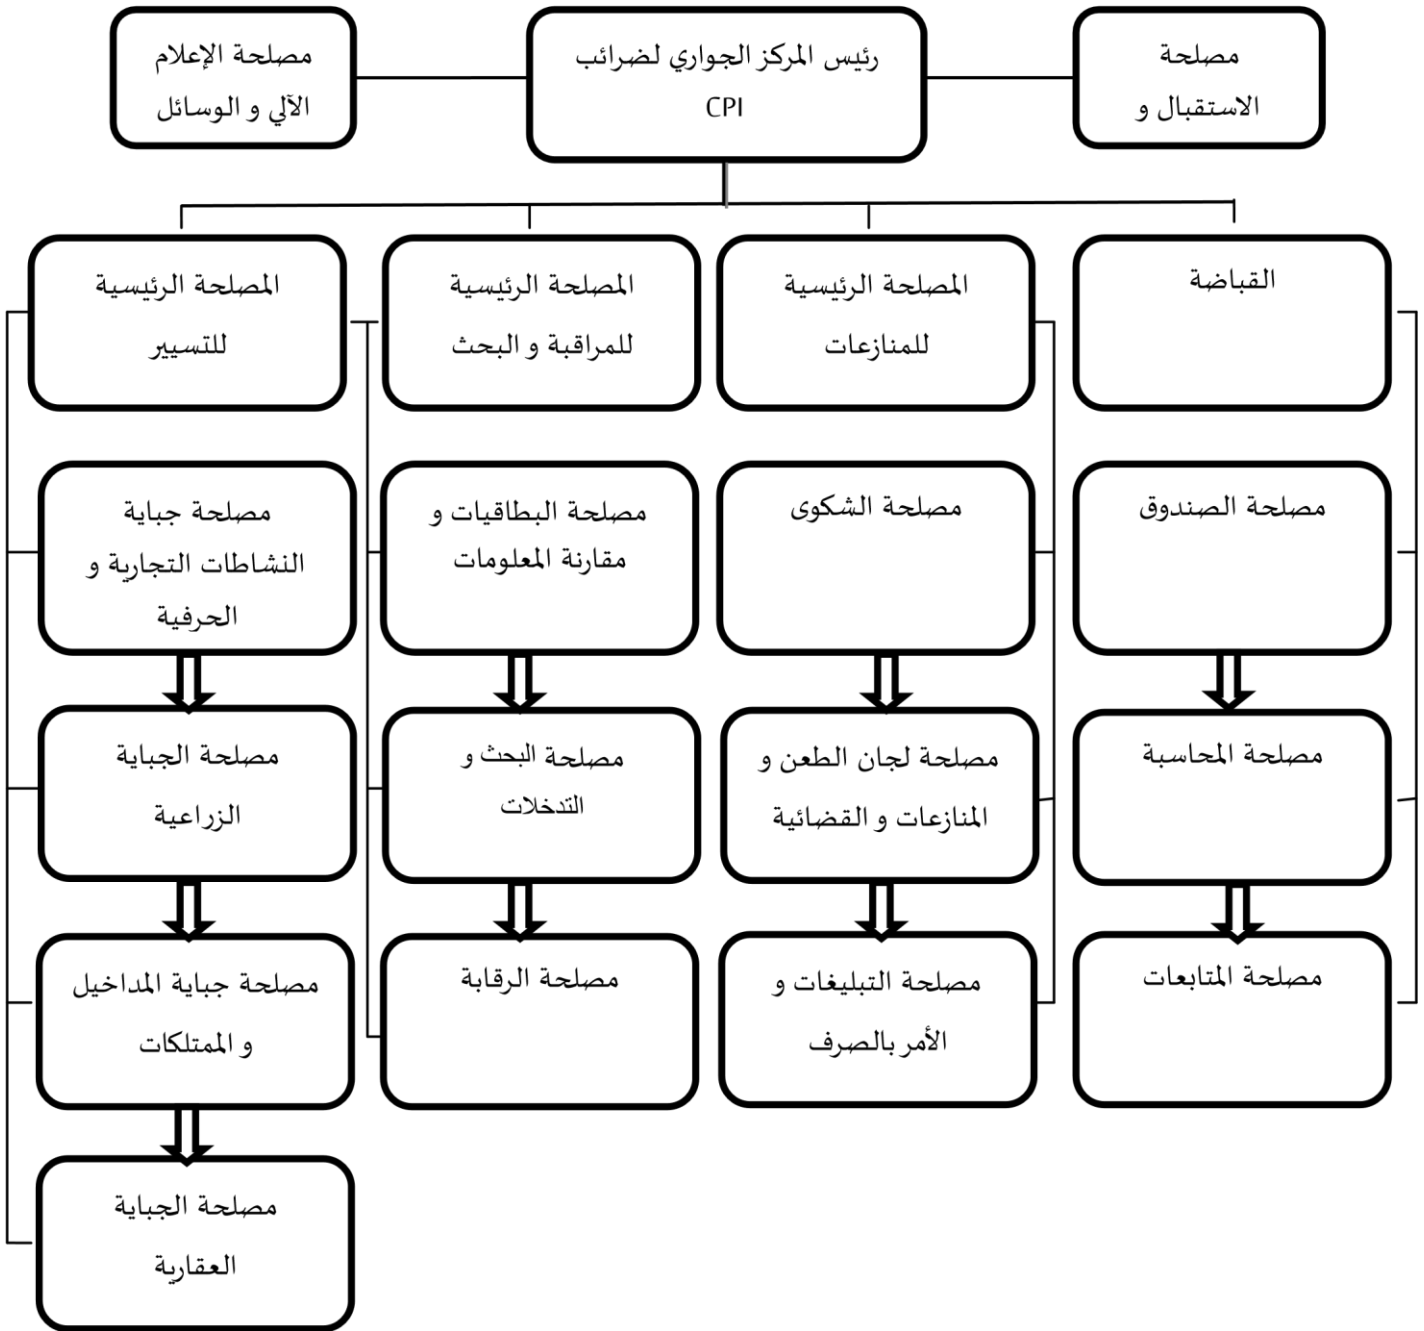 مصلحة
الاستقبال و
رئيس المركز الجواري لضرائب
CPI
مصلحة الإعلام
الآلي و الوسائل
القباضة
المصلحة الرئيسية
للمنازعات
المصلحة الرئيسية
للمراقبة و البحث
المصلحة الرئيسية
للتسيير
مصلحة الصندوق
مصلحة الشكوى
مصلحة البطاقيات و
مقارنة المعلومات
مصلحة جباية
النشاطات التجارية و
الحرفية
مصلحة المحاسبة
مصلحة لجان الطعن و
المنازعات و القضائية
مصلحة البحث و
التدخلات
مصلحة الجباية
الزراعية
مصلحة المتابعات
مصلحة التبليغات و
الأمر بالصرف
مصلحة الرقابة
مصلحة جباية المداخيل
و الممتلكات
مصلحة الجباية
العقارية